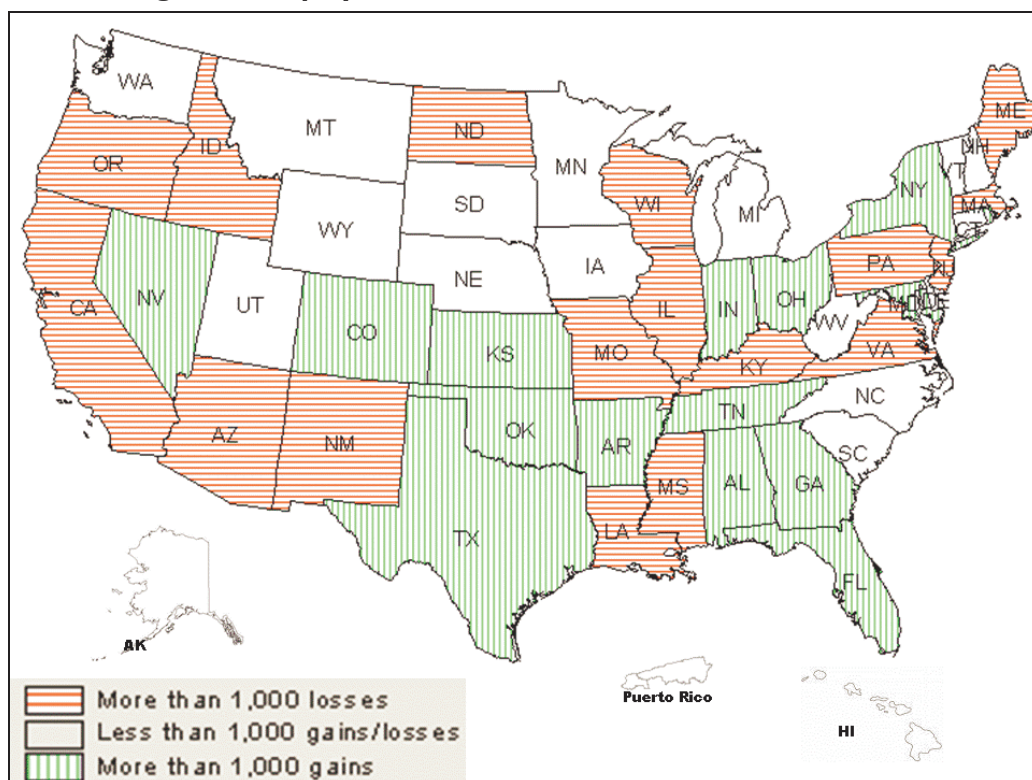 WA
MT
ND
MN
ME
OR
ID
SD
WI
MI
VT
NH
NY
MA
CT
WY
NE
IA
PA
NJ
NV
UT
CO
KS
IL
IN
OH
MD
DE
CA
MO
WV
VA
KY
NC
AZ
NM
OK
AR
TN
SC
MS
AL
GA
TX
LA
FL
AK
Puerto Rico
HI
More than 1,000 losses
Less than 1,000 gains/losses
More than 1,000 gains